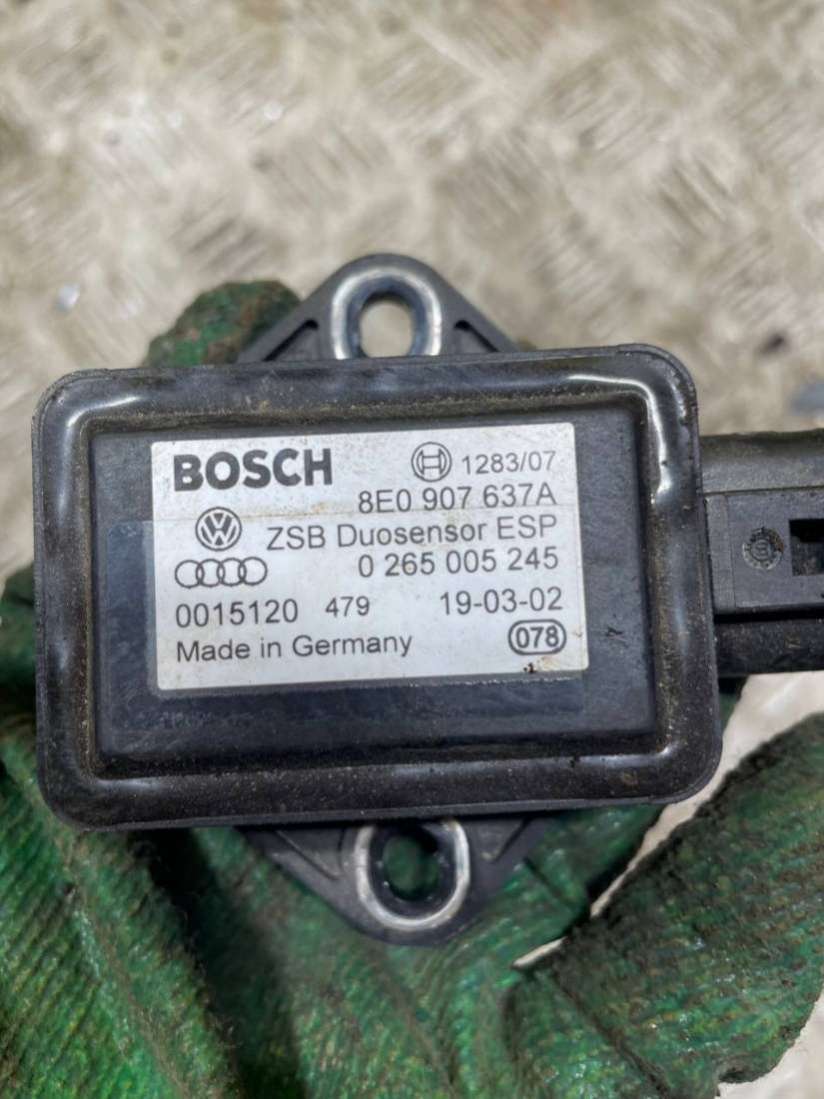 BOSCH 1283/07
8E0 907 637A
ZSB Duosensor ESP
0 265 005 245
0015120 479 19-03-02
Made in Germany 078